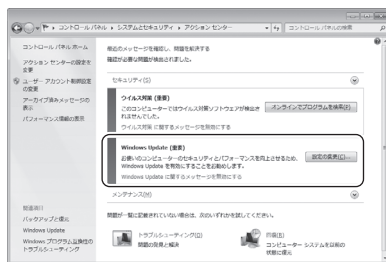 コントロール パネル ▸ システムとセキュリティ ▸ アクション センター
コントロール パネルの検索
コントロール パネル ホーム
アクション センターの設定を変更
ユーザー アカウント制御設定の変更
アーカイブ済みメッセージの表示
パフォーマンス情報の表示
最近のメッセージを確認し、問題を解決する
確認が必要な問題が検出されました。
セキュリティ(S)
ウイルス対策 (重要)
このコンピューターではウイルス対策ソフトウェアが検出されませんでした。
オンラインでプログラムを検索(P)
ウイルス対策 に関するメッセージを無効にする
Windows Update (重要)
お使いのコンピューターのセキュリティとパフォーマンスを向上させるため、Windows Update を有効にすることをお勧めします。
設定の変更(C)...
Windows Update に関するメッセージを無効にする
メンテナンス(M)
問題が一覧に記載されていない場合は、次のいずれかを試してください。
トラブルシューティング(D)
問題の発見と解決
回復(R)
コンピューター システムを以前の状態に復元
関連項目
バックアップと復元
Windows Update
Windows プログラム互換性のトラブルシューティング